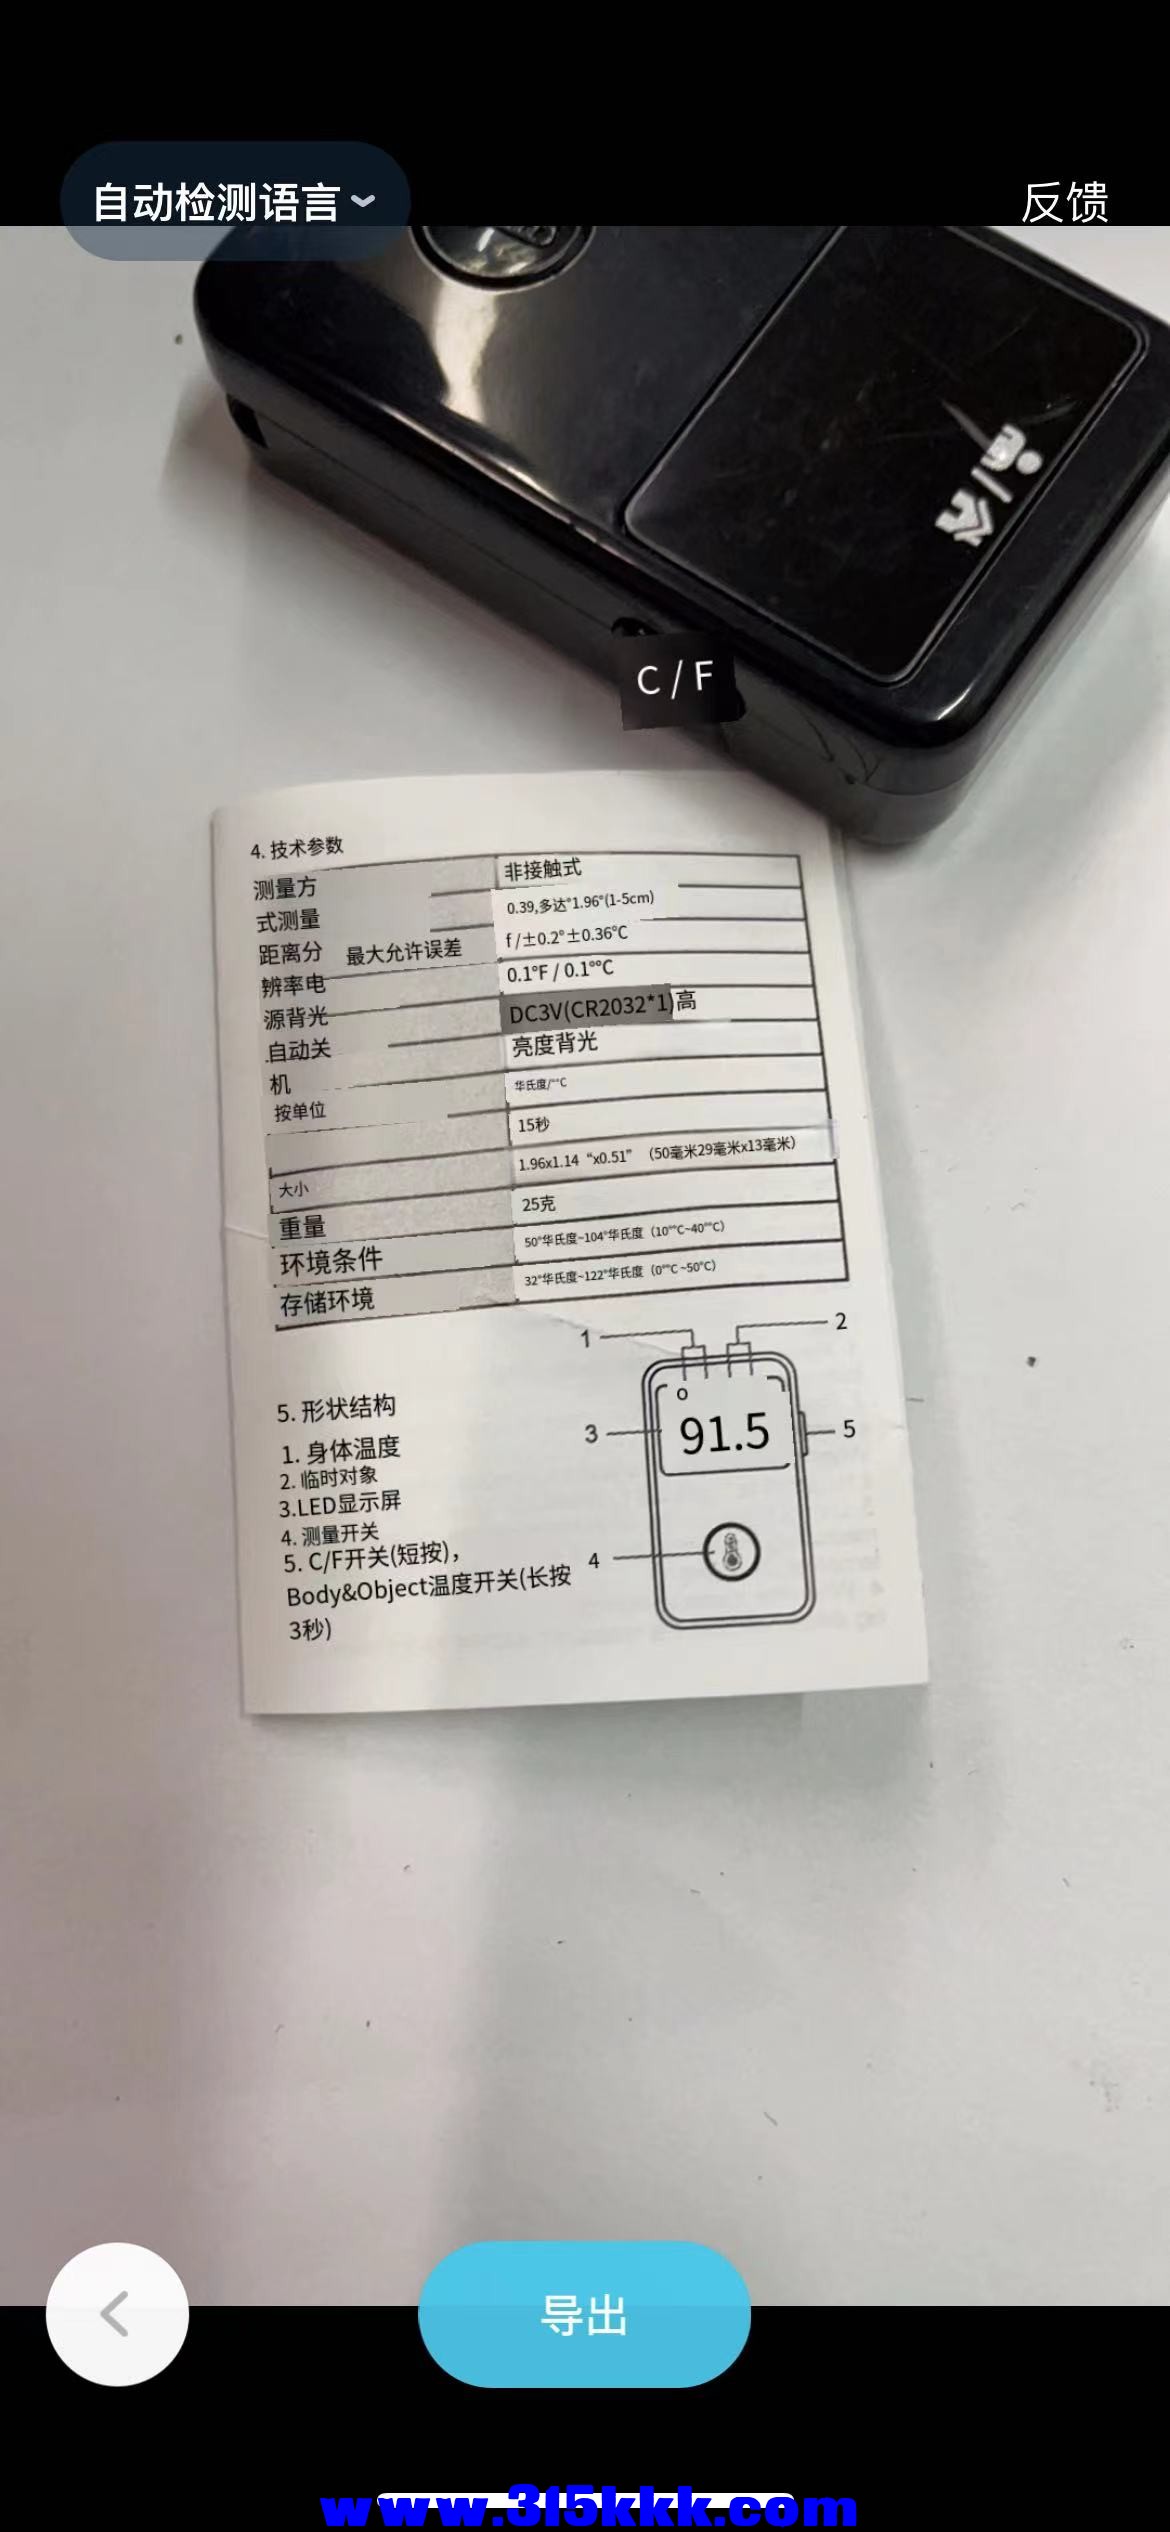 自动检测语言
反馈
C / F
4. 技术参数
测量方 非接触式
式测量 0.39,多达°1.96°(1-5cm)
距离分 最大允许误差 f /±0.2°±0.36℃
辨率电 0.1°F / 0.1°℃
源背光 DC3V(CR2032*1)高
自动关 亮度背光
机 华氏度/°℃
按单位 15秒
1.96x1.14“x0.51” （50毫米29毫米x13毫米）
大小
重量 25克
环境条件 50°华氏度~104°华氏度（10°℃~40°℃）
存储环境 32°华氏度~122°华氏度（0°℃ ~50℃）
1 2
5. 形状结构
o
1. 身体温度 3 91.5 5
2. 临时对象
3.LED显示屏
4. 测量开关
5. C/F开关(短按)， 4
Body&Object温度开关(长按
3秒)
导出
www.315kkk.com